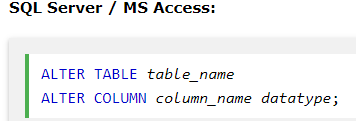 SQL Server / MS Access:
ALTER TABLE table_name
ALTER COLUMN column_name datatype;